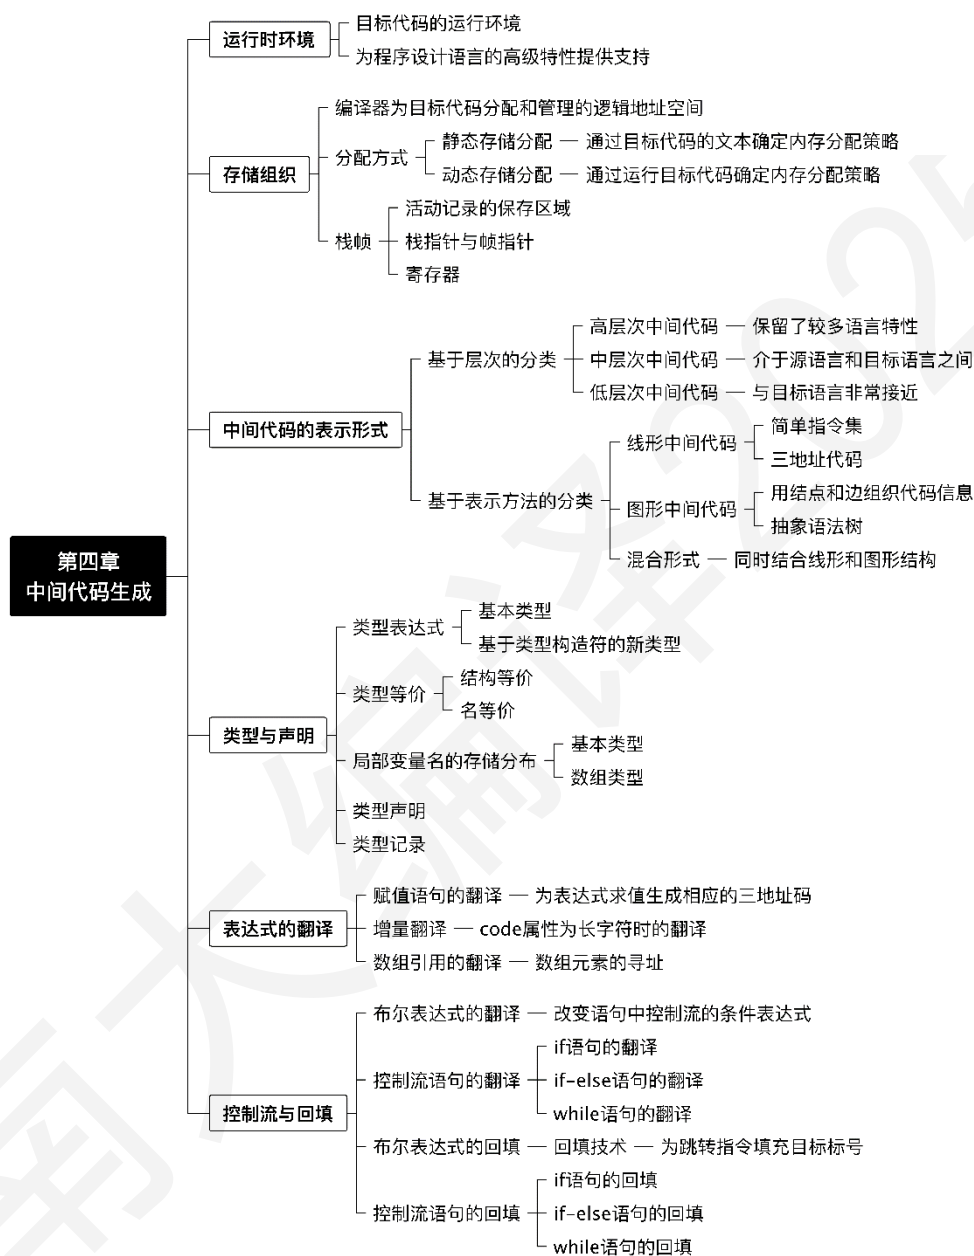 第四章
中间代码生成
运行时环境
目标代码的运行环境
为程序设计语言的高级特性提供支持
存储组织
编译器为目标代码分配和管理的逻辑地址空间
分配方式
静态存储分配
通过目标代码的文本确定内存分配策略
动态存储分配
通过运行目标代码确定内存分配策略
栈帧
活动记录的保存区域
栈指针与帧指针
寄存器
中间代码的表示形式
基于层次的分类
高层次中间代码
保留了较多语言特性
中层次中间代码
介于源语言和目标语言之间
低层次中间代码
与目标语言非常接近
基于表示方法的分类
线形中间代码
简单指令集
三地址代码
图形中间代码
用结点和边组织代码信息
抽象语法树
混合形式
同时结合线形和图形结构
类型与声明
类型表达式
基本类型
基于类型构造符的新类型
类型等价
结构等价
名等价
局部变量名的存储分布
基本类型
数组类型
类型声明
类型记录
表达式的翻译
赋值语句的翻译
为表达式求值生成相应的三地址码
增量翻译
code属性为长字符时的翻译
数组引用的翻译
数组元素的寻址
控制流与回填
布尔表达式的翻译
改变语句中控制流的条件表达式
控制流语句的翻译
if语句的翻译
if-else语句的翻译
while语句的翻译
布尔表达式的回填
回填技术
为跳转指令填充目标标号
控制流语句的回填
if语句的回填
if-else语句的回填
while语句的回填
南大编译2025